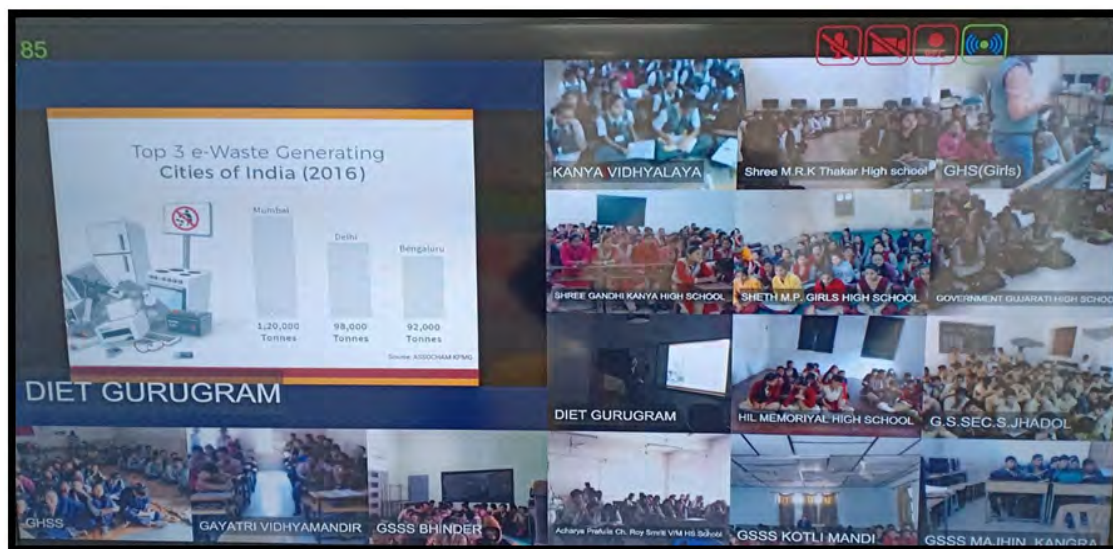 85
REC
Top 3 e-Waste Generating
Cities of India (2016)
Mumbai
Delhi
Bengaluru
1,20,000
Tonnes
98,000
Tonnes
92,000
Tonnes
Source: ASSOCHAM-KPMG
DIET GURUGRAM
KANYA VIDHYALAYA
Shree M.R.K Thakar High school
GHS(Girls)
SHREE GANDHI KANYA HIGH SCHOOL
SHETH M.P. GIRLS HIGH SCHOOL
GOVERNMENT GUJARATI HIGH SCHOOL
DIET GURUGRAM
HIL MEMORIYAL HIGH SCHOOL
G.S.SEC.S.JHADOL
GHSS
GAYATRI VIDHYAMANDIR
GSSS BHINDER
Acharya Prafulla Ch. Roy Smriti V/M HS School
GSSS KOTLI MANDI
GSSS MAJHIN, KANGRA